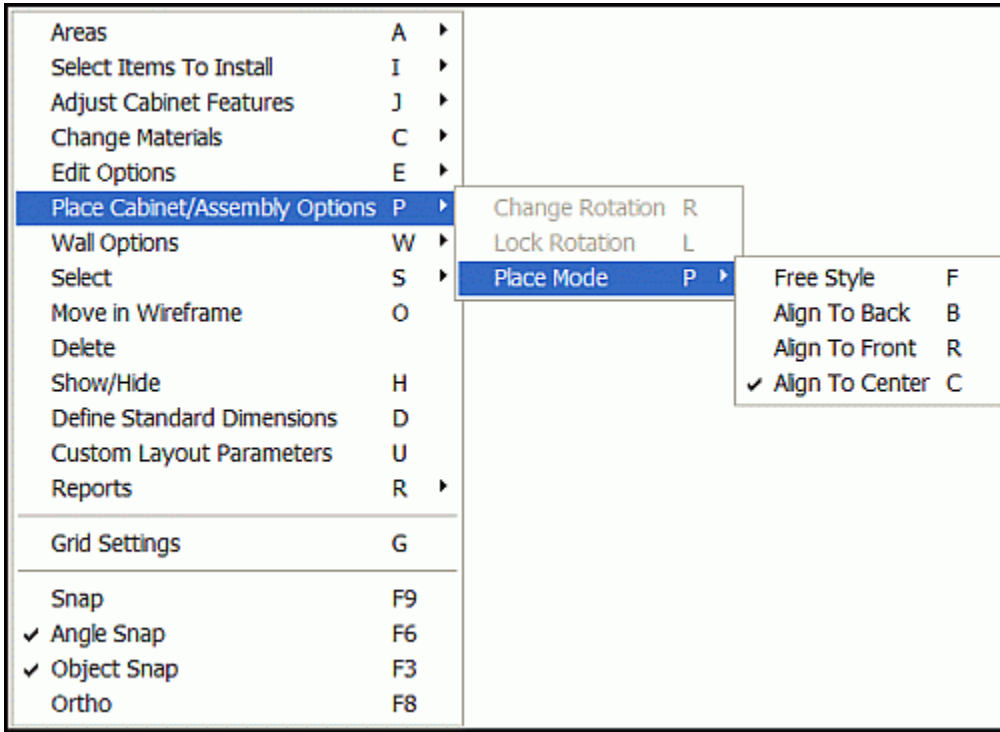 Areas A
Select Items To Install I
Adjust Cabinet Features J
Change Materials C
Edit Options E
Place Cabinet/Assembly Options P
Wall Options W
Select S
Move in Wireframe O
Delete
Show/Hide H
Define Standard Dimensions D
Custom Layout Parameters U
Reports R
Grid Settings G
Snap F9
Angle Snap F6
Object Snap F3
Ortho F8
Change Rotation R
Lock Rotation L
Place Mode P
Free Style F
Align To Back B
Align To Front R
Align To Center C